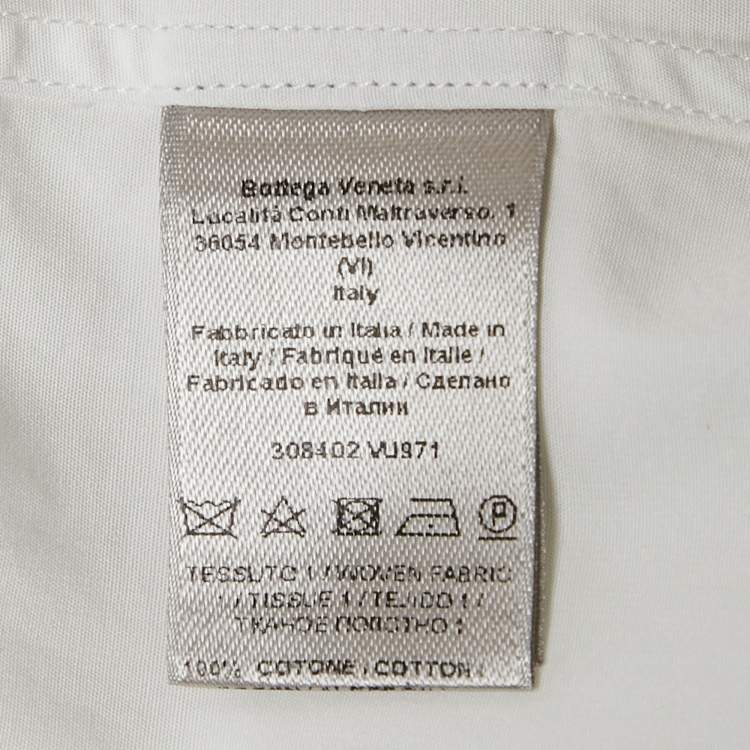 Bottega Veneta s.r.l.
Località Conti Maltraverso, 1
36054 Montebello Vicentino
(VI)
Italy
Fabbricato in Italia / Made in
Italy / Fabriqué en Italie /
Fabricado en Italia / Сделано
в Италии
308402 VU971
P
TESSUTO 1 / WOVEN FABRIC
1 / TISSUE 1 / TEJIDO 1 /
ТКАНОЕ ПОЛОТНО 1
100% COTONE / COTTON /